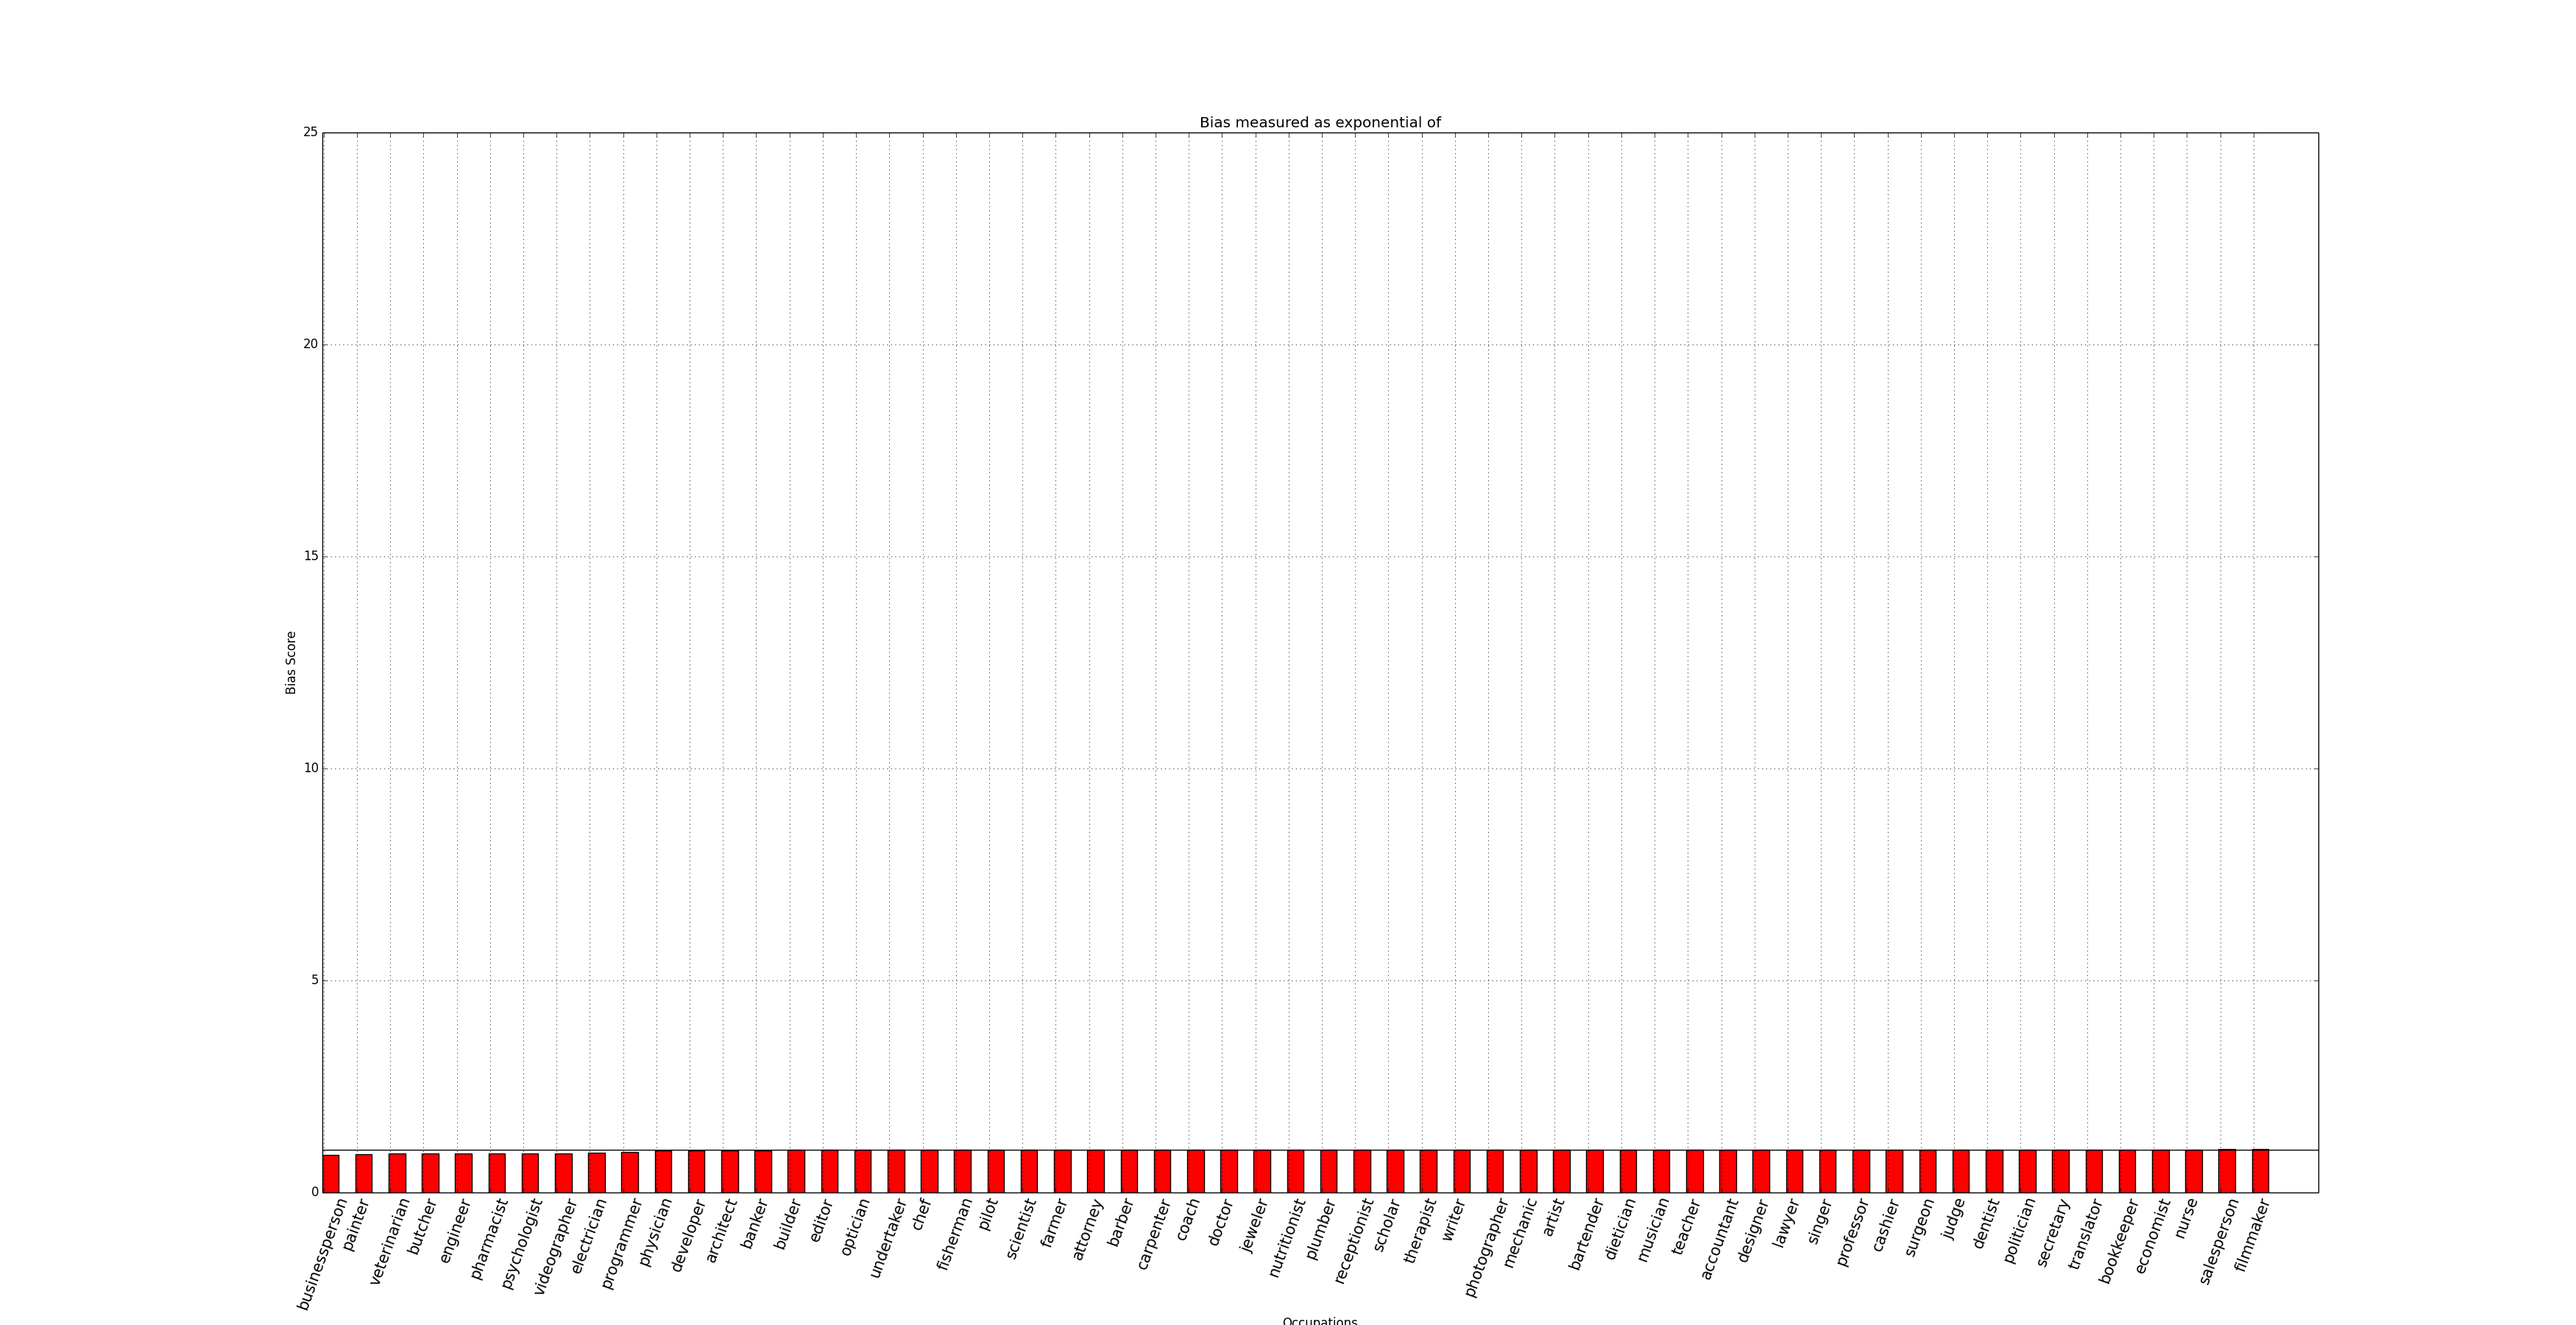 Bias measured as exponential of
25
20
15
10
5
0
Bias Score
businessperson
painter
veterinarian
butcher
engineer
pharmacist
psychologist
videographer
electrician
programmer
physician
developer
architect
banker
builder
editor
optician
undertaker
chef
fisherman
pilot
scientist
farmer
attorney
barber
carpenter
coach
doctor
jeweler
nutritionist
plumber
receptionist
scholar
therapist
writer
photographer
mechanic
artist
bartender
dietician
musician
teacher
accountant
designer
lawyer
singer
professor
cashier
surgeon
judge
dentist
politician
secretary
translator
bookkeeper
economist
nurse
salesperson
filmmaker
Occupations